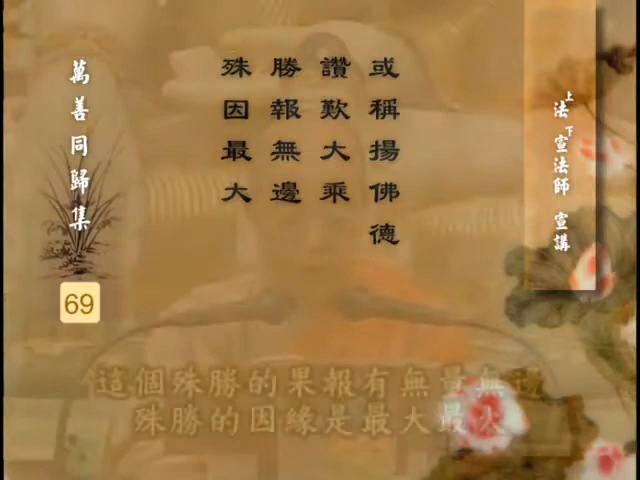 或稱揚佛德
讚歎大乘
勝報無邊
殊因最大
上法下宣法師 宣講
萬善同歸集
69
這個殊勝的果報有無量無邊
殊勝的因緣是最大最大